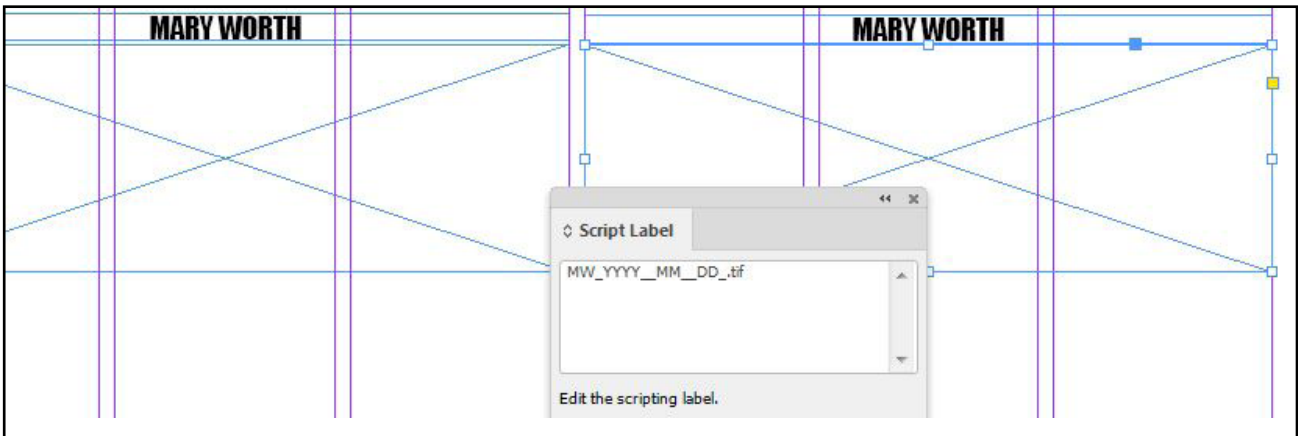 MARY WORTH
MARY WORTH
Script Label
MW_YYYY__MM__DD_.tif
Edit the scripting label.